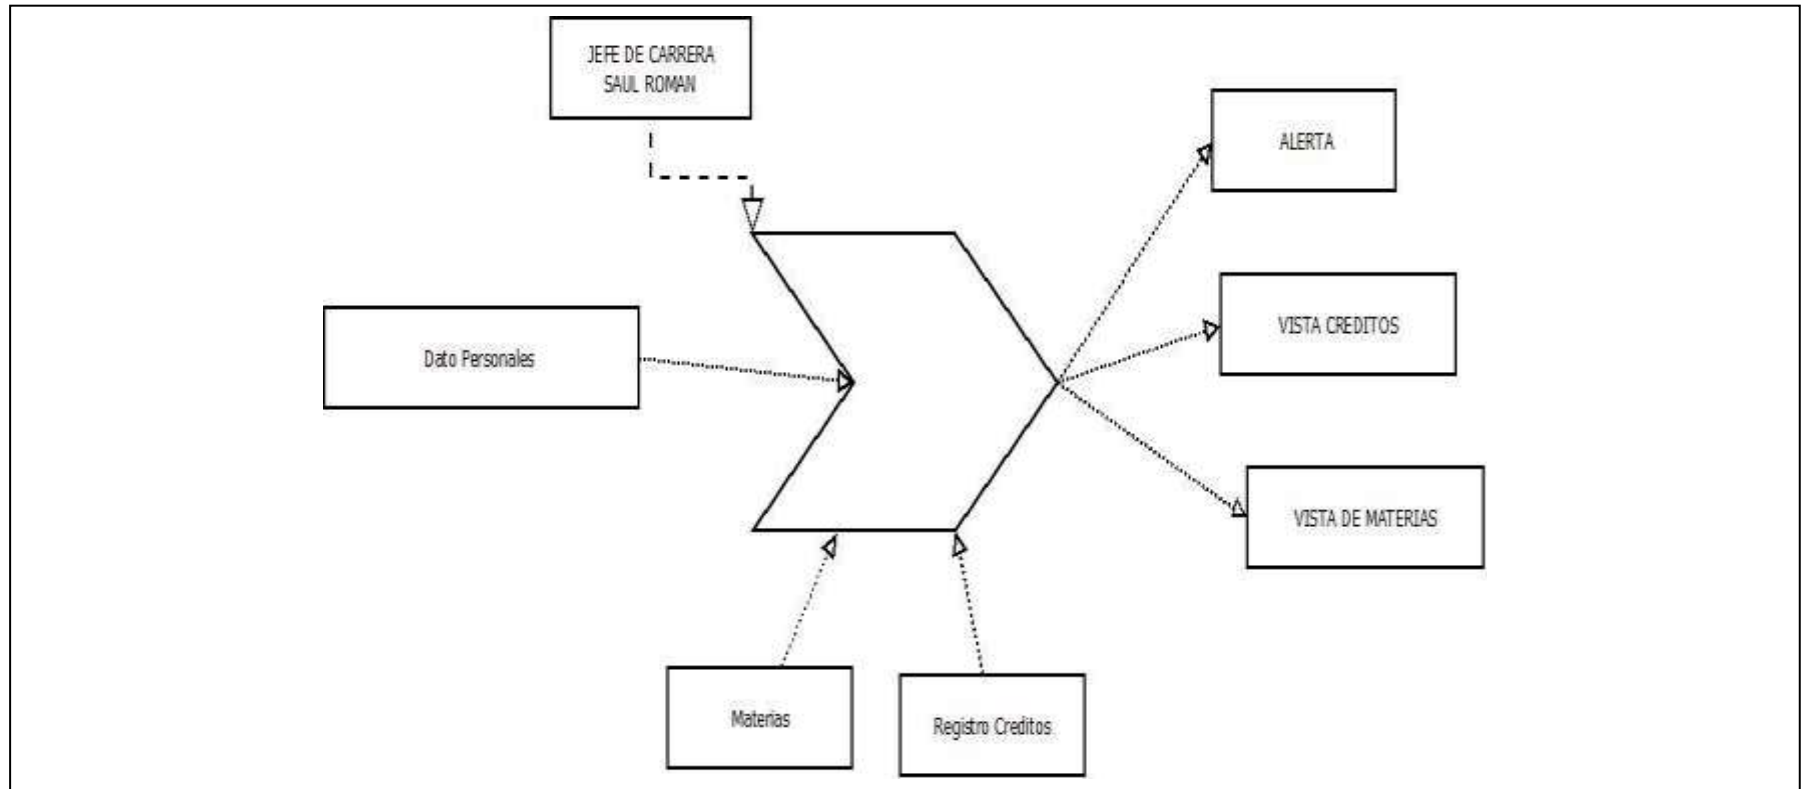 JEFE DE CARRERA
SAUL ROMAN
ALERTA
VISTA CREDITOS
Dato Personales
VISTA DE MATERIAS
Materias
Registro Creditos